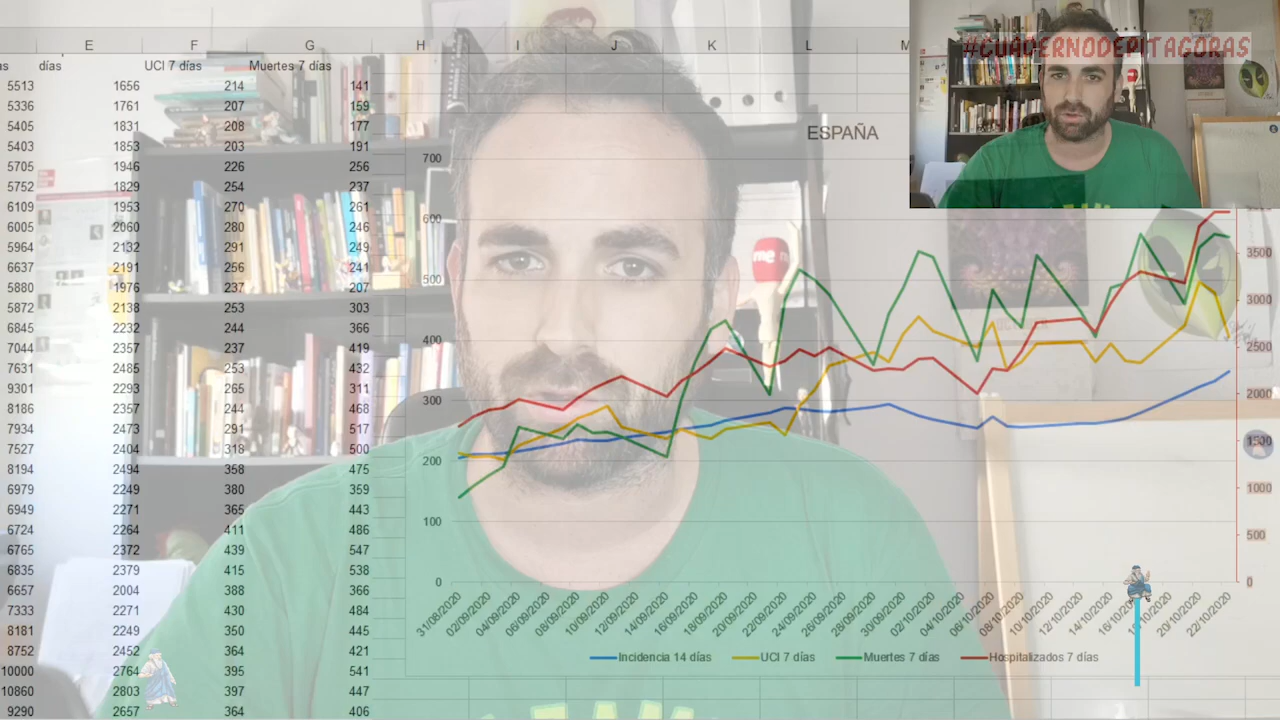 E F G H I J K L M
#CUADERNODEPITAGORAS
as días UCI 7 días Muertes 7 días
5513 1656 214 141
5336 1761 207 159
5405 1831 208 177
5403 1853 203 191
5705 1946 226 256
5752 1829 254 237
6109 1953 270 261
6005 2060 280 246
5964 2132 291 249
6637 2191 256 241
5880 1976 237 207
5872 2138 253 303
6845 2232 244 366
7044 2357 237 419
7631 2485 253 432
9301 2293 265 311
8186 2357 244 468
7934 2473 291 517
7527 2404 318 500
8194 2494 358 475
6979 2249 380 359
6949 2271 365 443
6724 2264 411 486
6765 2372 439 547
6835 2379 415 538
6657 2004 388 366
7333 2271 430 484
8181 2249 350 445
8752 2452 364 421
10000 2764 395 541
10860 2803 397 447
9290 2657 364 406
ESPAÑA
700
600
500
400
300
200
100
0
3500
3000
2500
2000
1500
1000
500
0
me
31/08/2020 02/09/2020 04/09/2020 06/09/2020 08/09/2020 10/09/2020 12/09/2020 14/09/2020 16/09/2020 18/09/2020 20/09/2020 22/09/2020 24/09/2020 26/09/2020 28/09/2020 30/09/2020 02/10/2020 04/10/2020 06/10/2020 08/10/2020 10/10/2020 12/10/2020 14/10/2020 16/10/2020 20/10/2020 22/10/2020
Incidencia 14 días UCI 7 días Muertes 7 días Hospitalizados 7 días